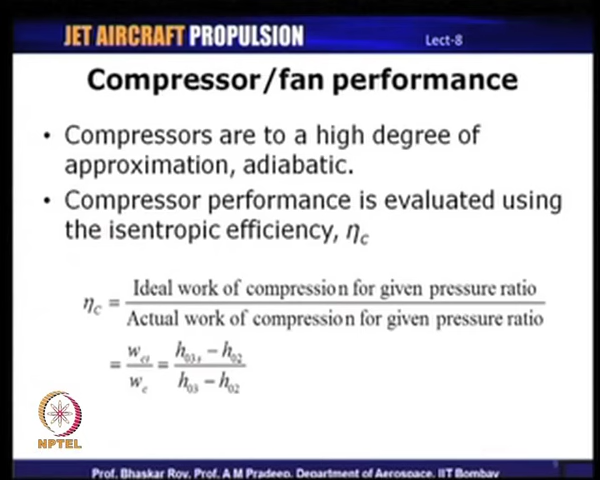 JET AIRCRAFT PROPULSION
Lect-8
Compressor/fan performance
• Compressors are to a high degree of
approximation, adiabatic.
• Compressor performance is evaluated using
the isentropic efficiency, ηc
ηc = Ideal work of compression for given pressure ratio
Actual work of compression for given pressure ratio
= wci / wc = h03s − h02 / h03 − h02
NPTEL
Prof. Bhaskar Roy, Prof. A M Pradeep, Department of Aerospace, IIT Bombay